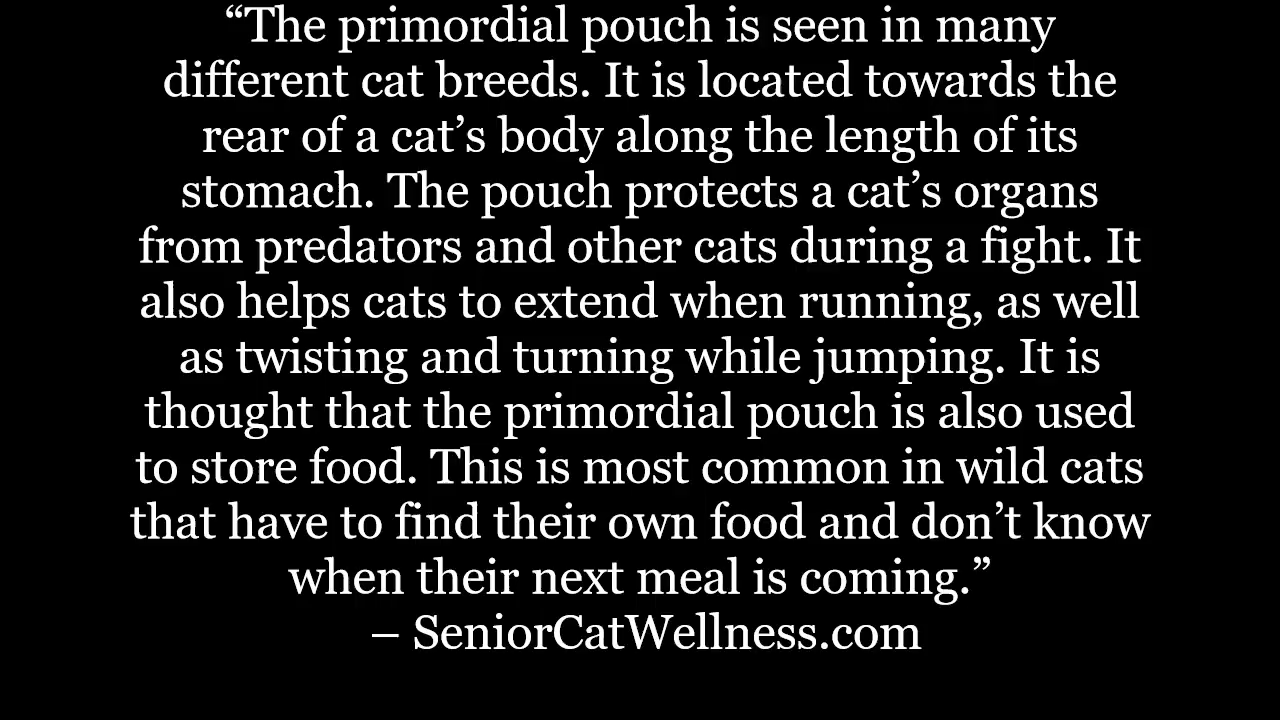 “The primordial pouch is seen in many
different cat breeds. It is located towards the
rear of a cat’s body along the length of its
stomach. The pouch protects a cat’s organs
from predators and other cats during a fight. It
also helps cats to extend when running, as well
as twisting and turning while jumping. It is
thought that the primordial pouch is also used
to store food. This is most common in wild cats
that have to find their own food and don’t know
when their next meal is coming.”
– SeniorCatWellness.com